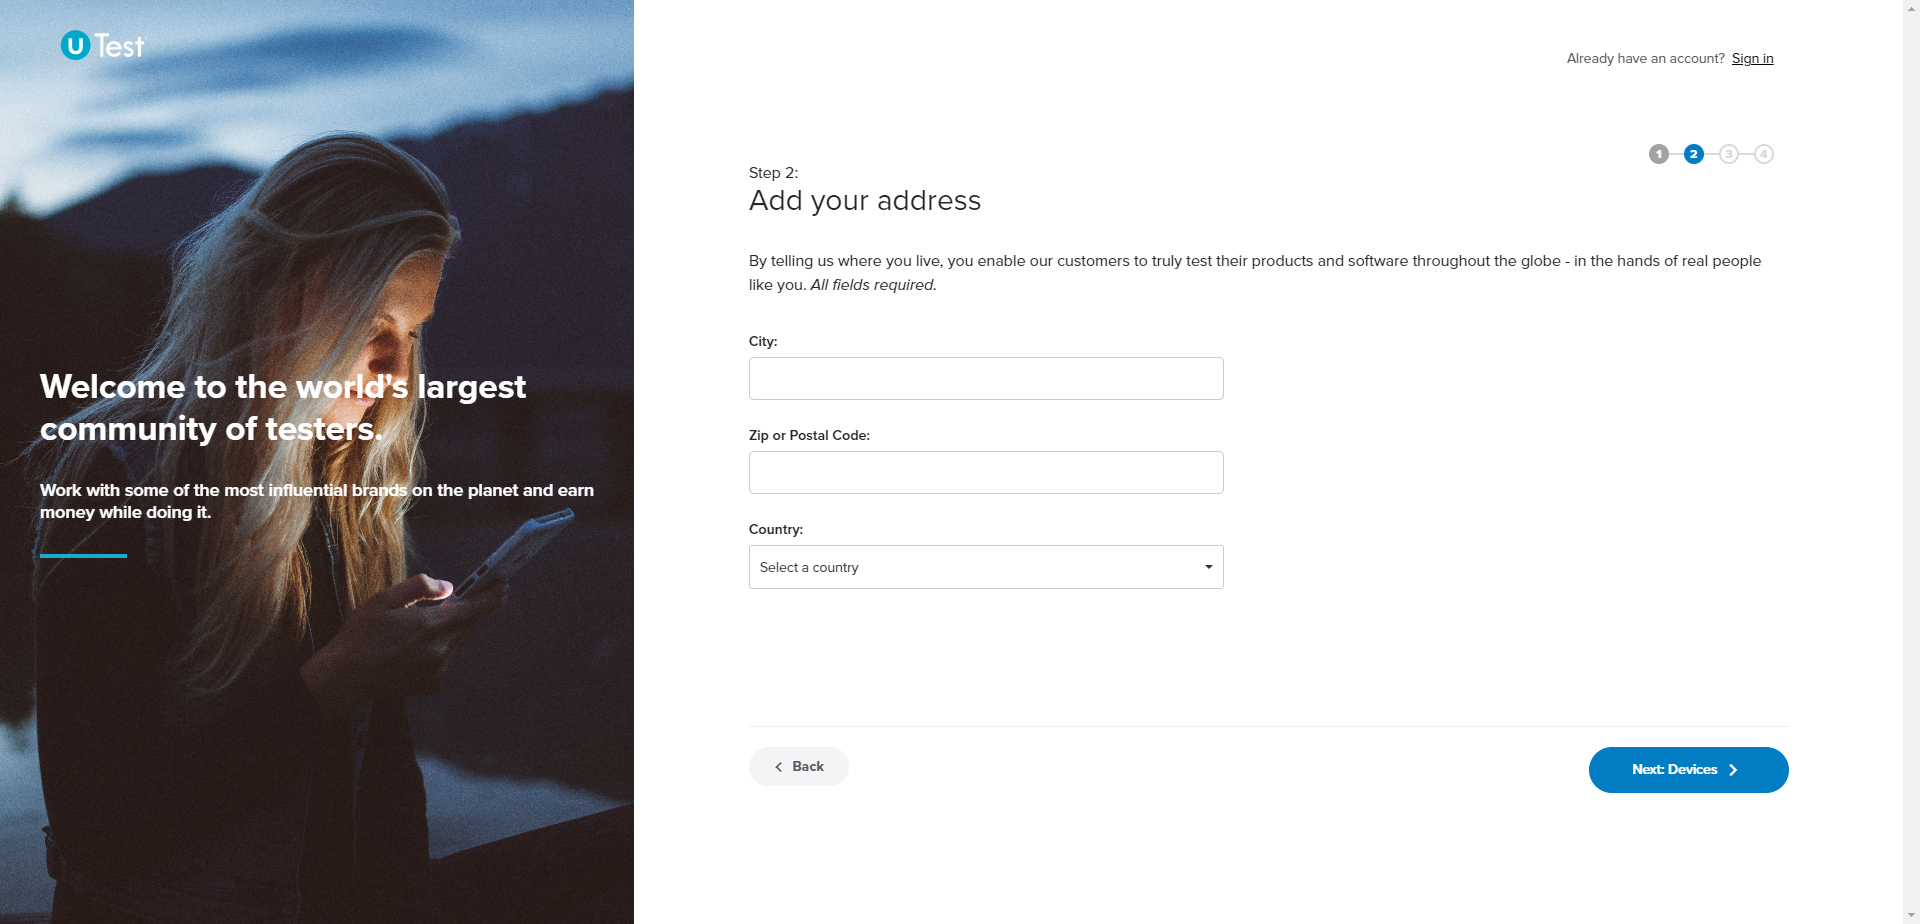 U Test
Already have an account? Sign in
1 2 3 4
Step 2:
Add your address
By telling us where you live, you enable our customers to truly test their products and software throughout the globe - in the hands of real people
like you. All fields required.
City:
Zip or Postal Code:
Country:
Select a country
Back
Next: Devices
Welcome to the world's largest
community of testers.
Work with some of the most influential brands on the planet and earn
money while doing it.